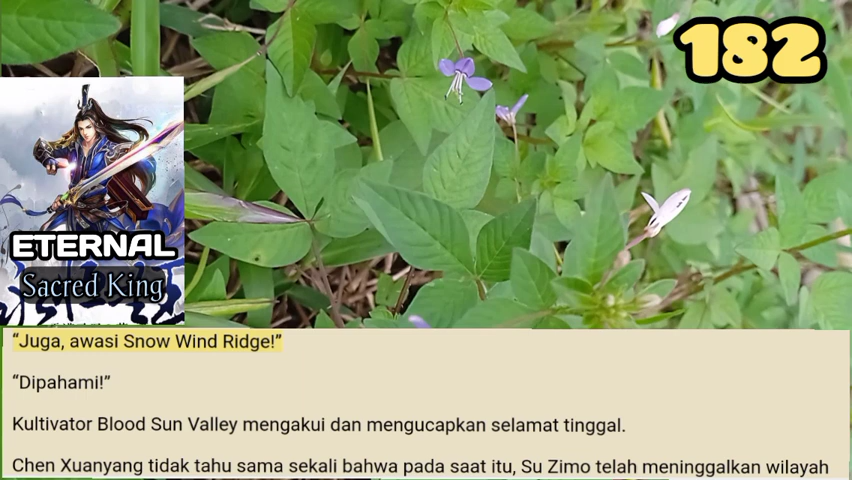 182
ETERNAL
Sacred King
“Juga, awasi Snow Wind Ridge!”
“Dipahami!”
Kultivator Blood Sun Valley mengakui dan mengucapkan selamat tinggal.
Chen Xuanyang tidak tahu sama sekali bahwa pada saat itu, Su Zimo telah meninggalkan wilayah